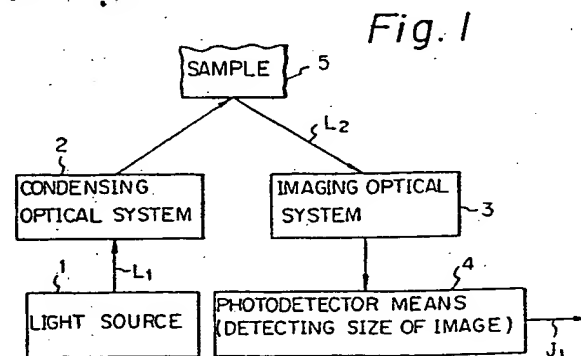 Fig. 1
SAMPLE
5
L2
2
CONDENSING
OPTICAL SYSTEM
IMAGING OPTICAL
SYSTEM
3
1
L1
4
LIGHT SOURCE
PHOTODETECTOR MEANS
(DETECTING SIZE OF IMAGE)
J1